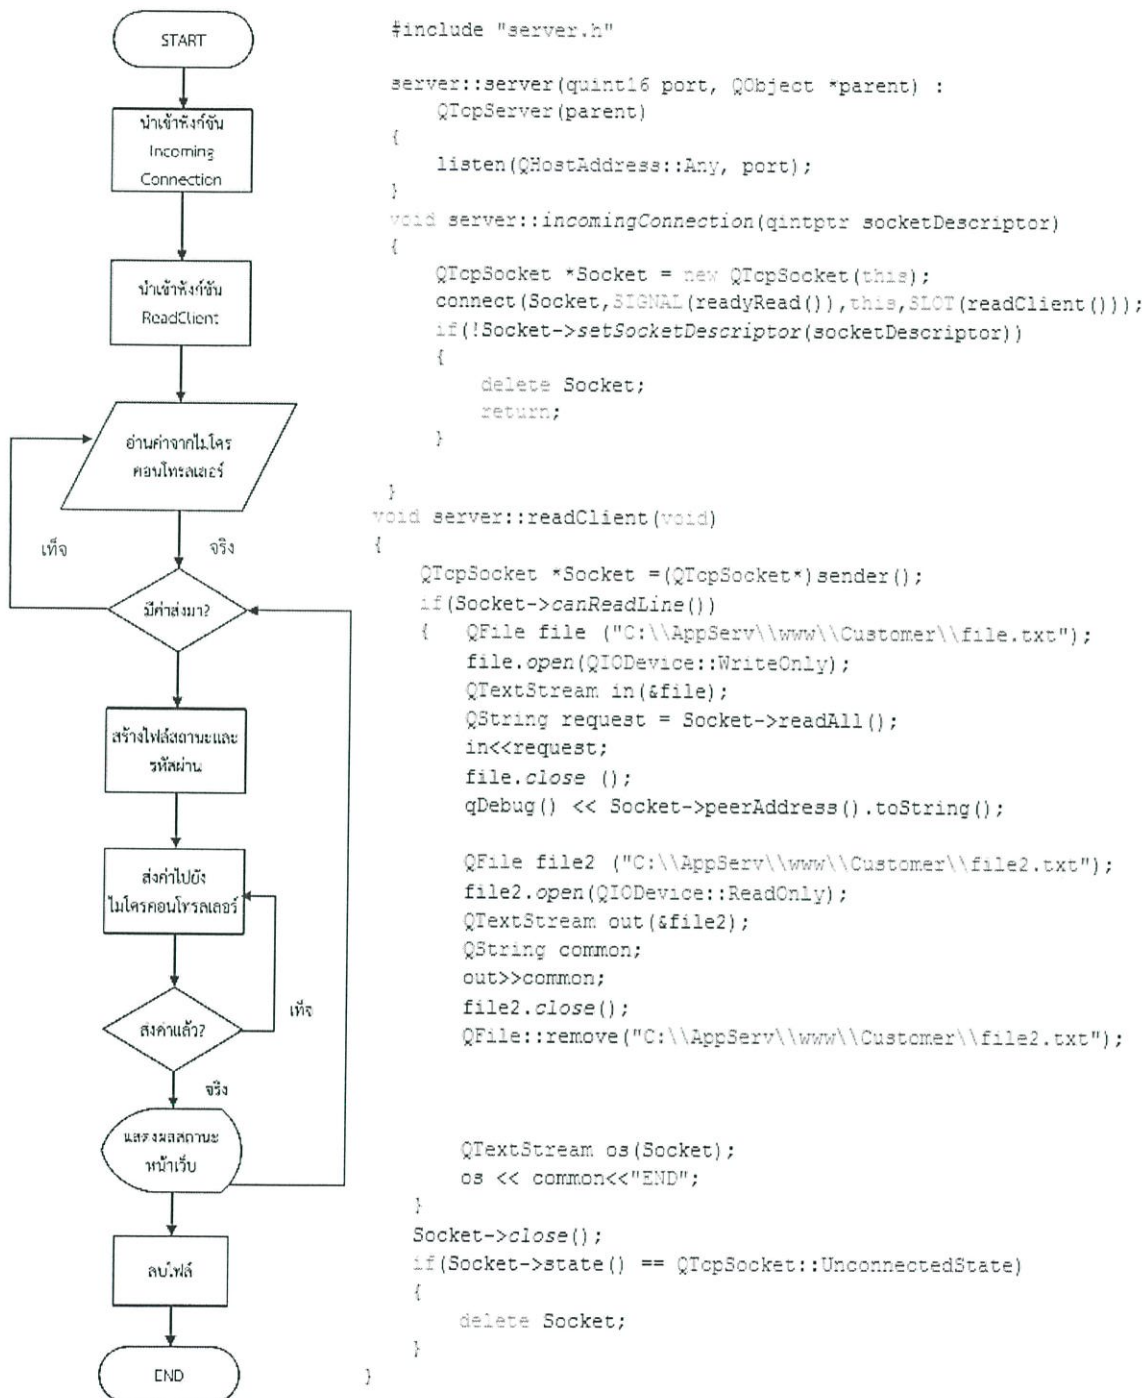 START
นำเข้าฟังก์ชัน
Incoming
Connection
นำเข้าฟังก์ชัน
ReadClient
อ่านค่าจากไมโคร
คอนโทรลเลอร์
เท็จ
จริง
มีค่าส่งมา?
สร้างไฟล์สถานะและ
รหัสผ่าน
ส่งค่าไปยัง
ไมโครคอนโทรลเลอร์
เท็จ
ส่งค่าแล้ว?
จริง
แสดงผลสถานะ
หน้าเว็บ
ลบไฟล์
END
#include "server.h"
server::server(quint16 port, QObject *parent) :
QTcpServer(parent)
{
listen(QHostAddress::Any, port);
}
void server::incomingConnection(qintptr socketDescriptor)
{
QTcpSocket *Socket = new QTcpSocket(this);
connect(Socket,SIGNAL(readyRead()),this,SLOT(readClient()));
if(!Socket->setSocketDescriptor(socketDescriptor))
{
delete Socket;
return;
}
}
void server::readClient(void)
{
QTcpSocket *Socket =(QTcpSocket*)sender();
if(Socket->canReadLine())
{ QFile file ("C:\\AppServ\\www\\Customer\\file.txt");
file.open(QIODevice::WriteOnly);
QTextStream in(&file);
QString request = Socket->readAll();
in<<request;
file.close ();
qDebug() << Socket->peerAddress().toString();
QFile file2 ("C:\\AppServ\\www\\Customer\\file2.txt");
file2.open(QIODevice::ReadOnly);
QTextStream out(&file2);
QString common;
out>>common;
file2.close();
QFile::remove("C:\\AppServ\\www\\Customer\\file2.txt");
QTextStream os(Socket);
os << common<<"END";
}
Socket->close();
if(Socket->state() == QTcpSocket::UnconnectedState)
{
delete Socket;
}
}